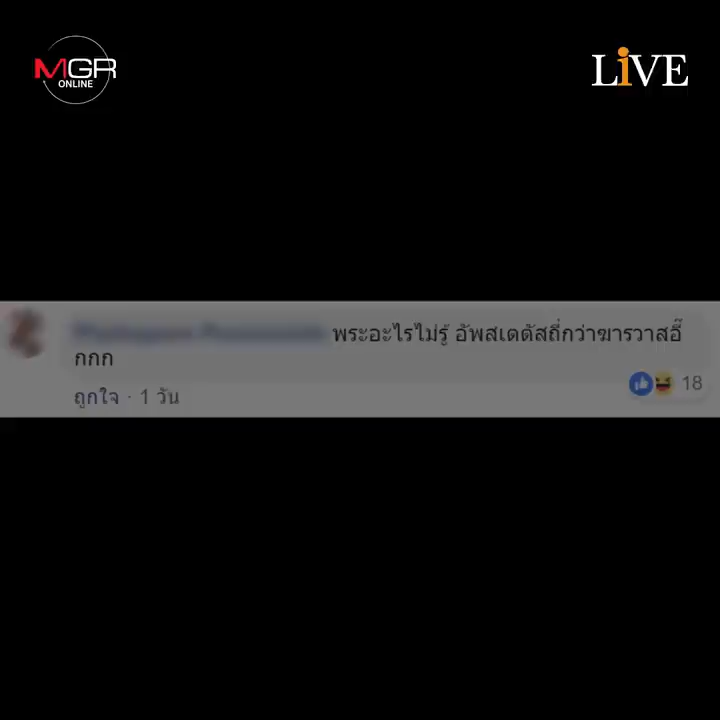 MGR
ONLINE
LiVE
พระอะไรไม่รู้ อัพสเตตัสถี่กว่าฆารวาสอี๊
กกก
ถูกใจ · 1 วัน
18